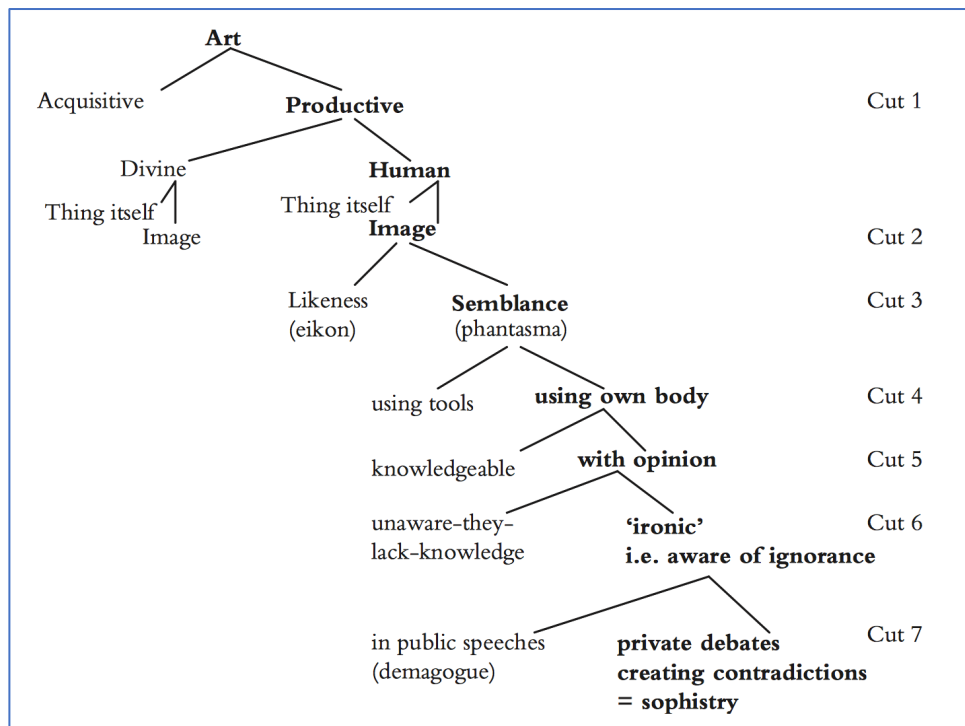 Art
Acquisitive
Productive
Cut 1
Divine
Human
Thing itself
Thing itself
Image
Image
Cut 2
Likeness
(eikon)
Semblance
(phantasma)
Cut 3
using tools
using own body
Cut 4
knowledgeable
with opinion
Cut 5
unaware-they-
lack-knowledge
‘ironic’
i.e. aware of ignorance
Cut 6
in public speeches
(demagogue)
private debates
creating contradictions
= sophistry
Cut 7